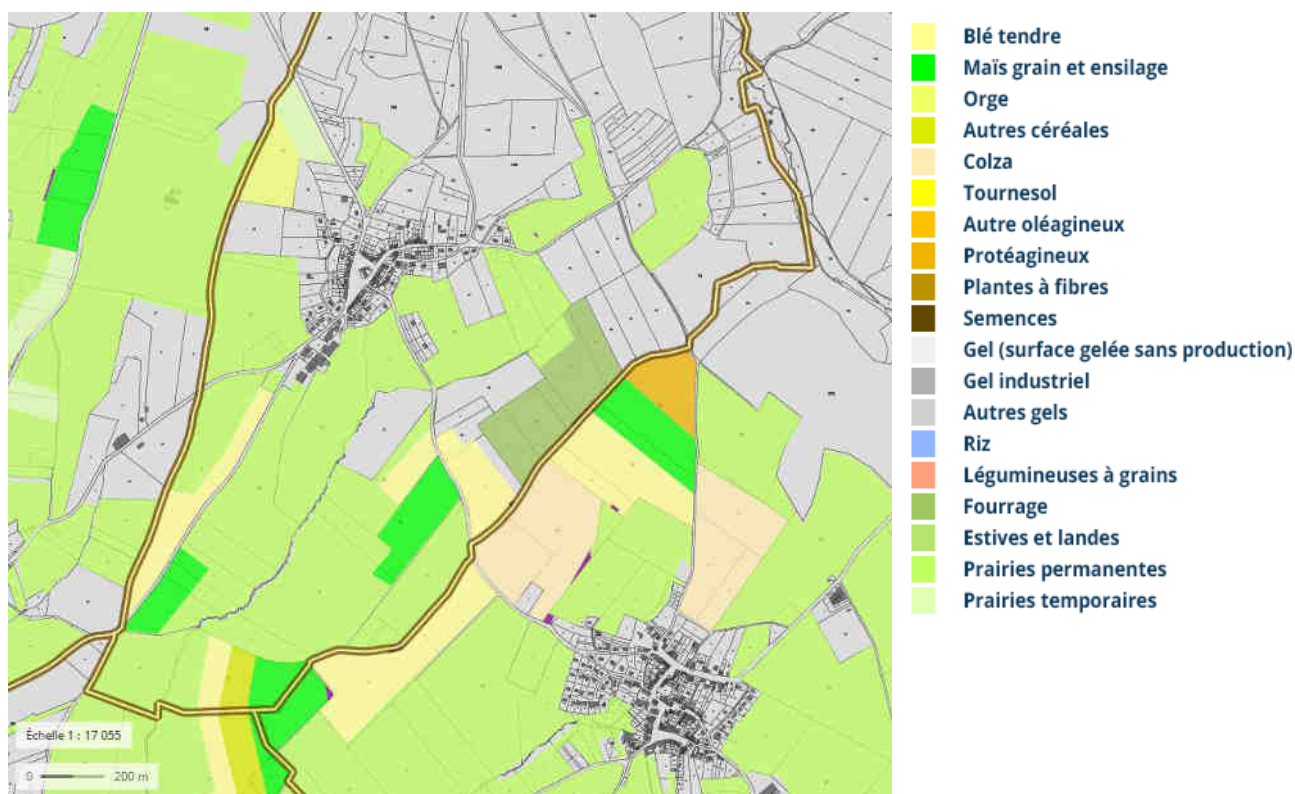 Blé tendre
Maïs grain et ensilage
Orge
Autres céréales
Colza
Tournesol
Autre oléagineux
Protéagineux
Plantes à fibres
Semences
Gel (surface gelée sans production)
Gel industriel
Autres gels
Riz
Légumineuses à grains
Fourrage
Estives et landes
Prairies permanentes
Prairies temporaires
Échelle 1 : 17 055
0 200 m